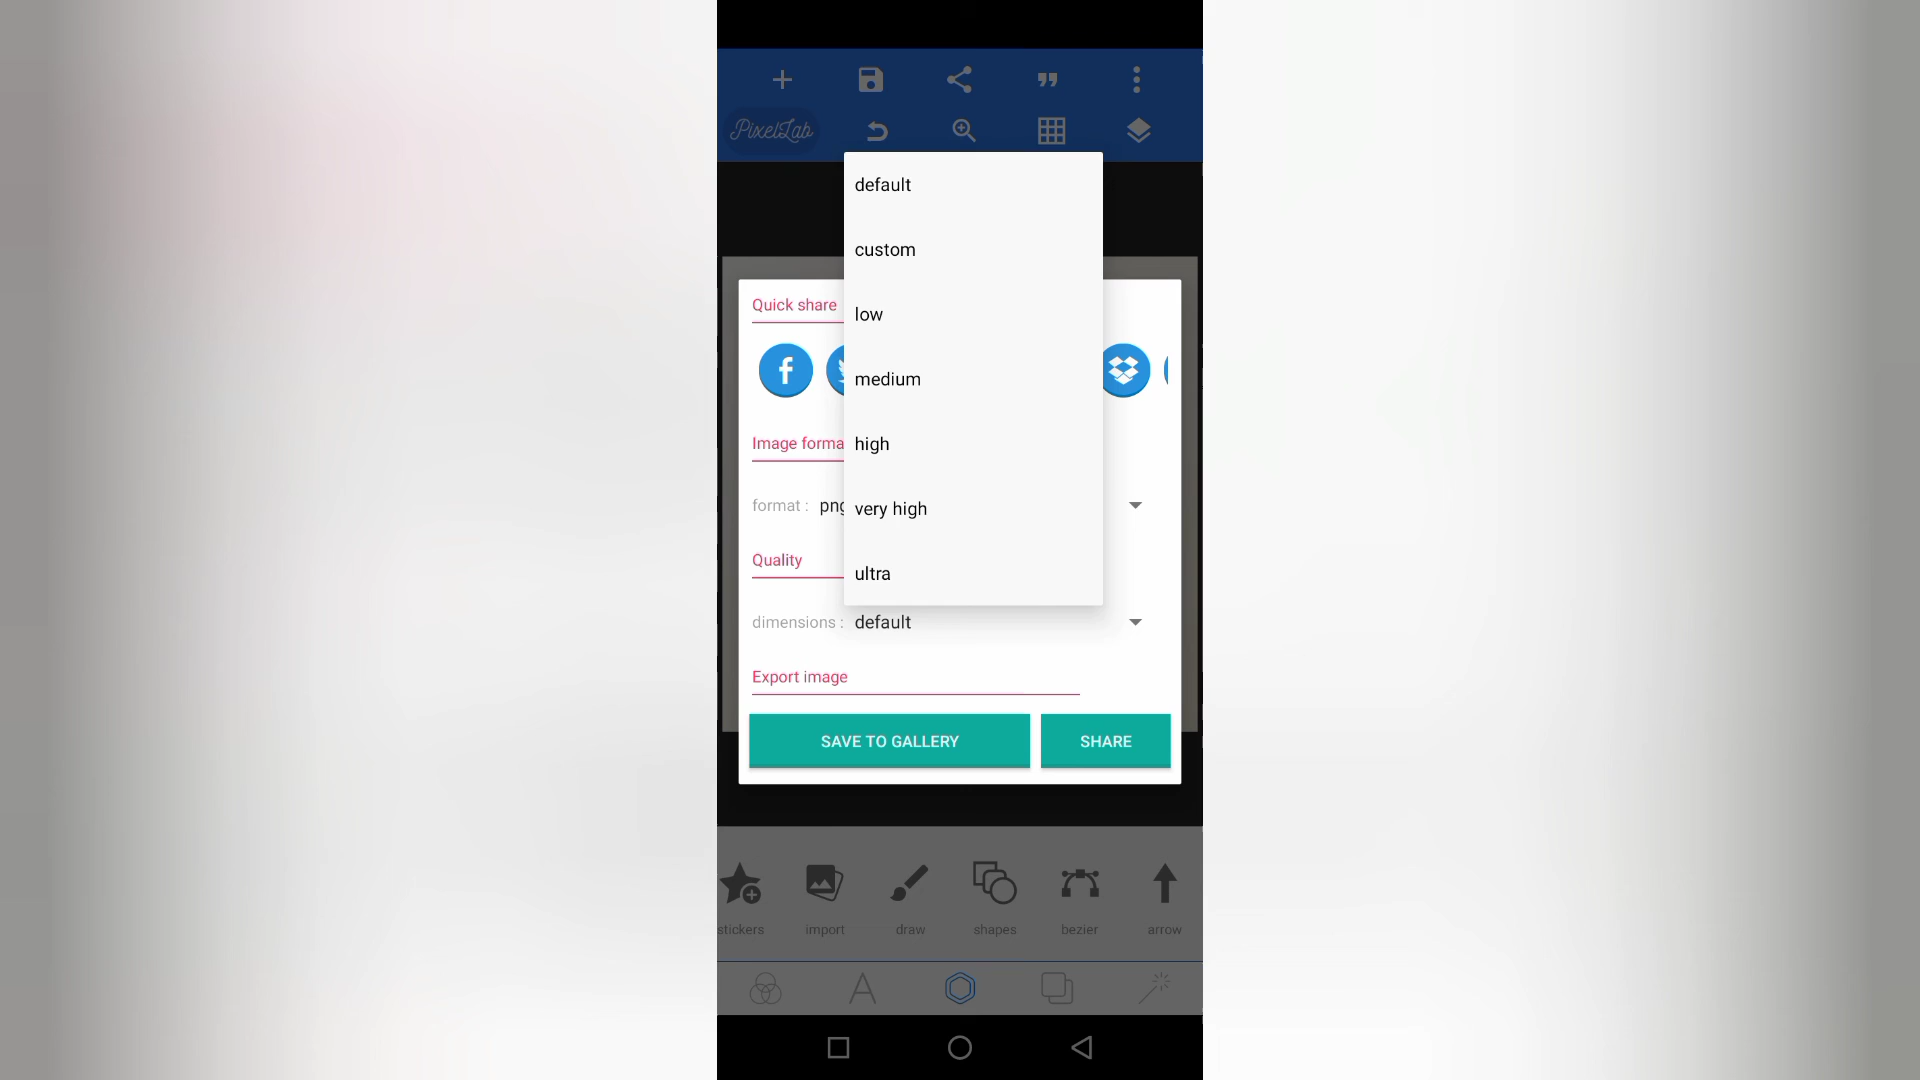 PixelLab
default
custom
Quick share
low
medium
Image forma
high
format : png
very high
Quality
ultra
dimensions : default
Export image
SAVE TO GALLERY SHARE
stickers import draw shapes bezier arrow